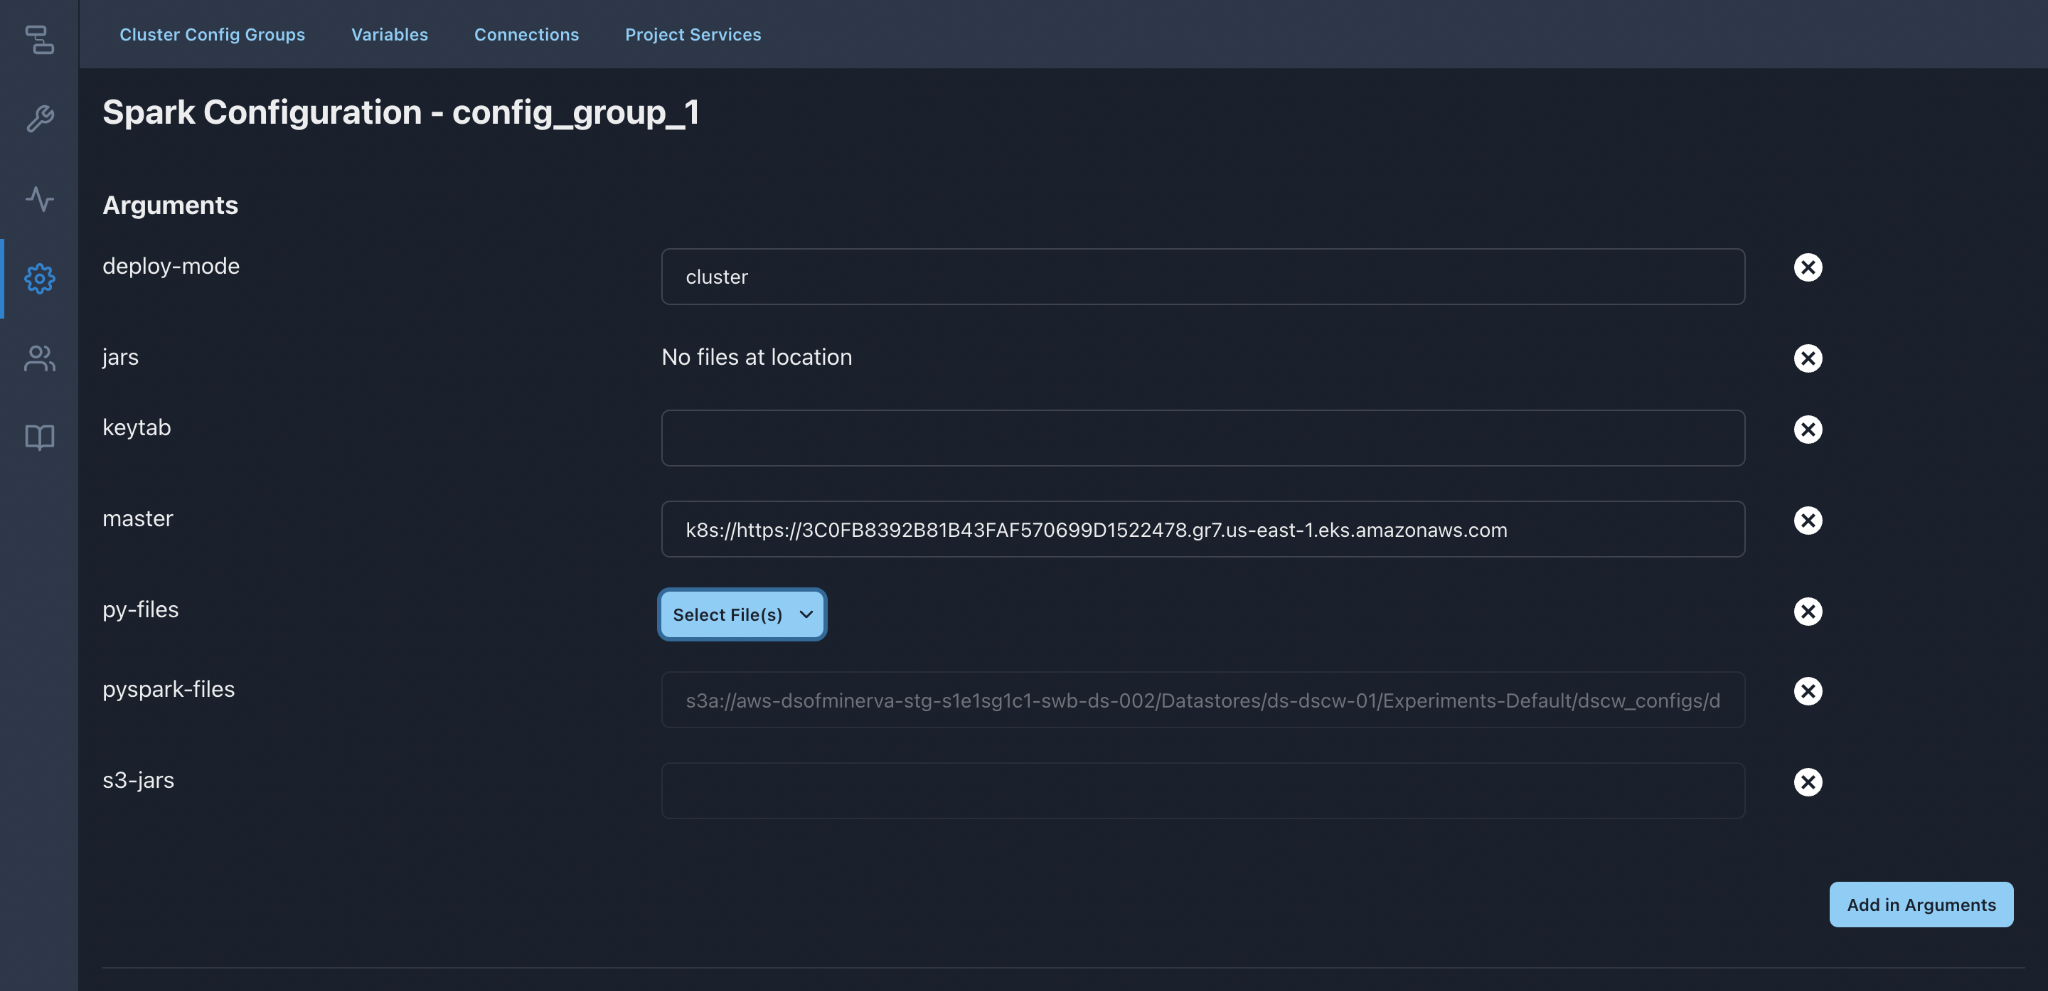 Cluster Config Groups Variables Connections Project Services
Spark Configuration - config_group_1
Arguments
deploy-mode cluster
jars No files at location
keytab
master k8s://https://3C0FB8392B81B43FAF570699D1522478.gr7.us-east-1.eks.amazonaws.com
py-files Select File(s)
pyspark-files s3a://aws-dsofminerva-stg-s1e1sg1c1-swb-ds-002/Datastores/ds-dscw-01/Experiments-Default/dscw_configs/d
s3-jars
Add in Arguments